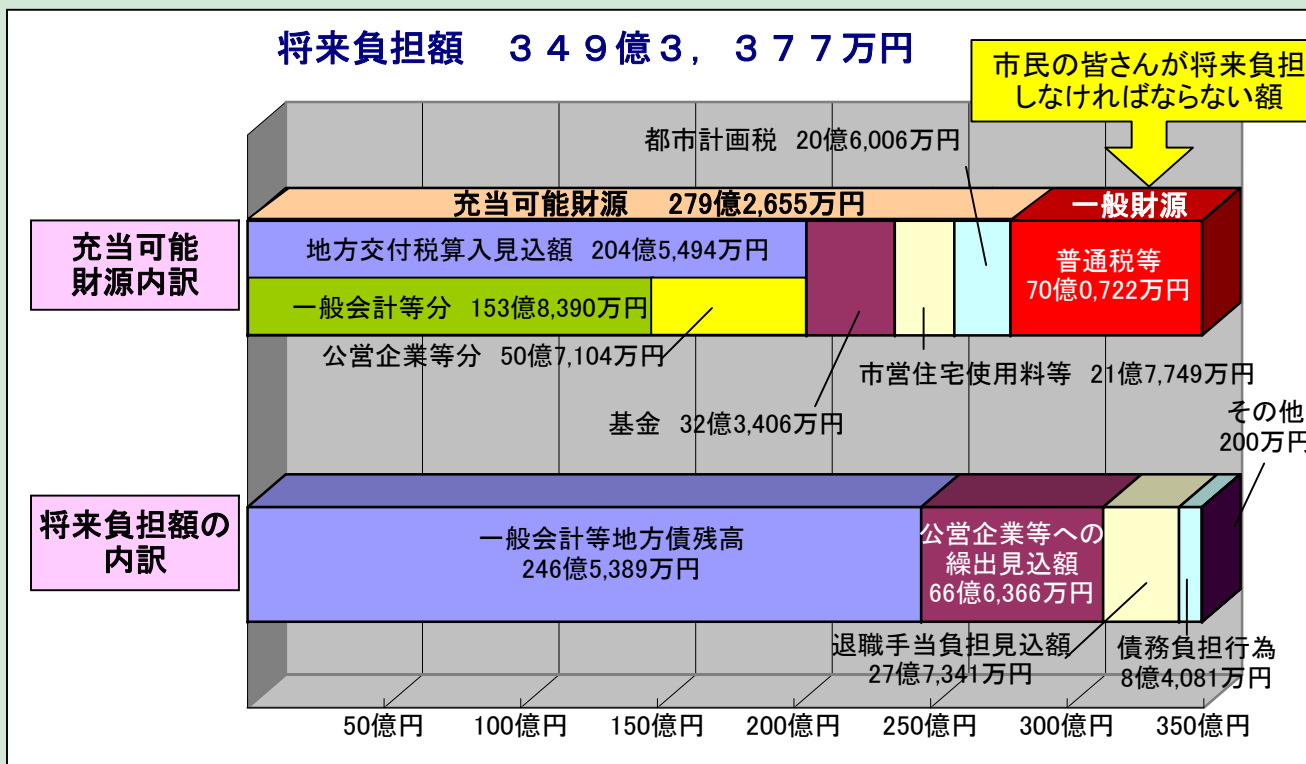 将来負担額　３４９億３，３７７万円
市民の皆さんが将来負担
しなければならない額
都市計画税 20億6,006万円
充当可能財源　279億2,655万円
一般財源
充当可能
財源内訳
地方交付税算入見込額 204億5,494万円
普通税等
70億0,722万円
一般会計等分 153億8,390万円
公営企業等分 50億7,104万円
市営住宅使用料等 21億7,749万円
基金 32億3,406万円
その他
200万円
将来負担額の
内訳
一般会計等地方債残高
246億5,389万円
公営企業等への
繰出見込額
66億6,366万円
退職手当負担見込額
27億7,341万円
債務負担行為
8億4,081万円
50億円
100億円
150億円
200億円
250億円
300億円
350億円